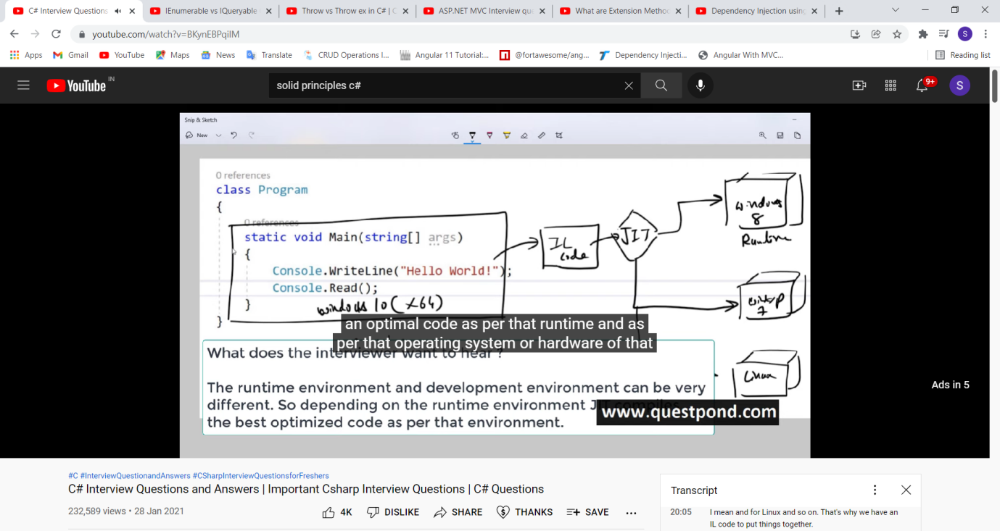 C# Interview Questions
IEnumerable vs IQueryable
Throw vs Throw ex in C# | C
ASP.NET MVC Interview que
What are Extension Method
Dependency Injection using
youtube.com/watch?v=BKynEBPqiIM
S
Apps
Gmail
YouTube
Maps
News
Translate
CRUD Operations I...
Angular 11 Tutorial:...
@fortawesome/ang...
Dependency Injecti...
Angular With MVC...
Reading list
YouTube IN
solid principles c#
9+
S
Snip & Sketch
New
0 references
class Program
{
0 references
static void Main(string[] args)
{
Console.WriteLine("Hello World!");
Console.Read();
}
}
windows 10 (x64)
IL
code
JIT
windows
8
Runtime
7
Linux
an optimal code as per that runtime and as
per that operating system or hardware of that
What does the interviewer want to hear ?
The runtime environment and development environment can be very
different. So depending on the runtime environment JIT compiles
the best optimized code as per that environment.
www.questpond.com
Ads in 5
#C #InterviewQuestionandAnswers #CSharpInterviewQuestionsforFreshers
C# Interview Questions and Answers | Important Csharp Interview Questions | C# Questions
232,589 views • 28 Jan 2021
4K
DISLIKE
SHARE
THANKS
SAVE
Transcript
20:05
I mean and for Linux and so on. That's why we have an
IL code to put things together.